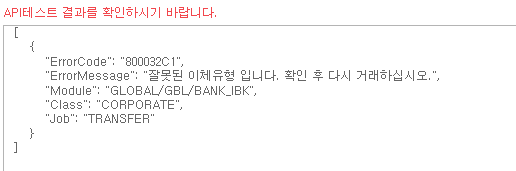 API테스트 결과를 확인하시기 바랍니다.
[
{
"ErrorCode": "800032C1",
"ErrorMessage": "잘못된 이체유형 입니다. 확인 후 다시 거래하십시오.",
"Module": "GLOBAL/GBL/BANK_IBK",
"Class": "CORPORATE",
"Job": "TRANSFER"
}
]